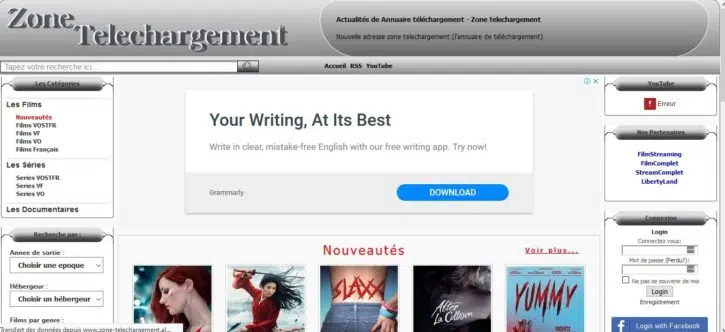 Zone
Telechargement
Actualités de Annuaire téléchargement - Zone telechargement
Nouvelle adresse zone telechargement (l'annuaire de téléchargement)
Tapez votre recherche ici...
Accueil RSS YouTube
Les Catégories
Les Films
Nouveautés
Films VOSTFR
Films VF
Films VO
Films Français
Les Séries
Series VOSTFR
Series VF
Series VO
Les Documentaires
Recherche par :
Annee de sortie :
Choisir une epoque
Hébergeur :
Choisir un hébergeur
Films par genre :
Transfert des données depuis www.zone-telechargement.al...
Your Writing, At Its Best
Write in clear, mistake-free English with our free writing app. Try now!
Grammarly
DOWNLOAD
Nouveautés
Voir plus...
SLAXX
After
La Collision
YUMMY
YouTube
Erreur
Nos Partenaires
FilmStreaming
FilmComplet
StreamComplet
LibertyLand
Connexion
Login
Connectez vous:
Mot de passe (Perdu?):
Ne pas se souvenir de moi
Login
Enregistrement
Login with Facebook